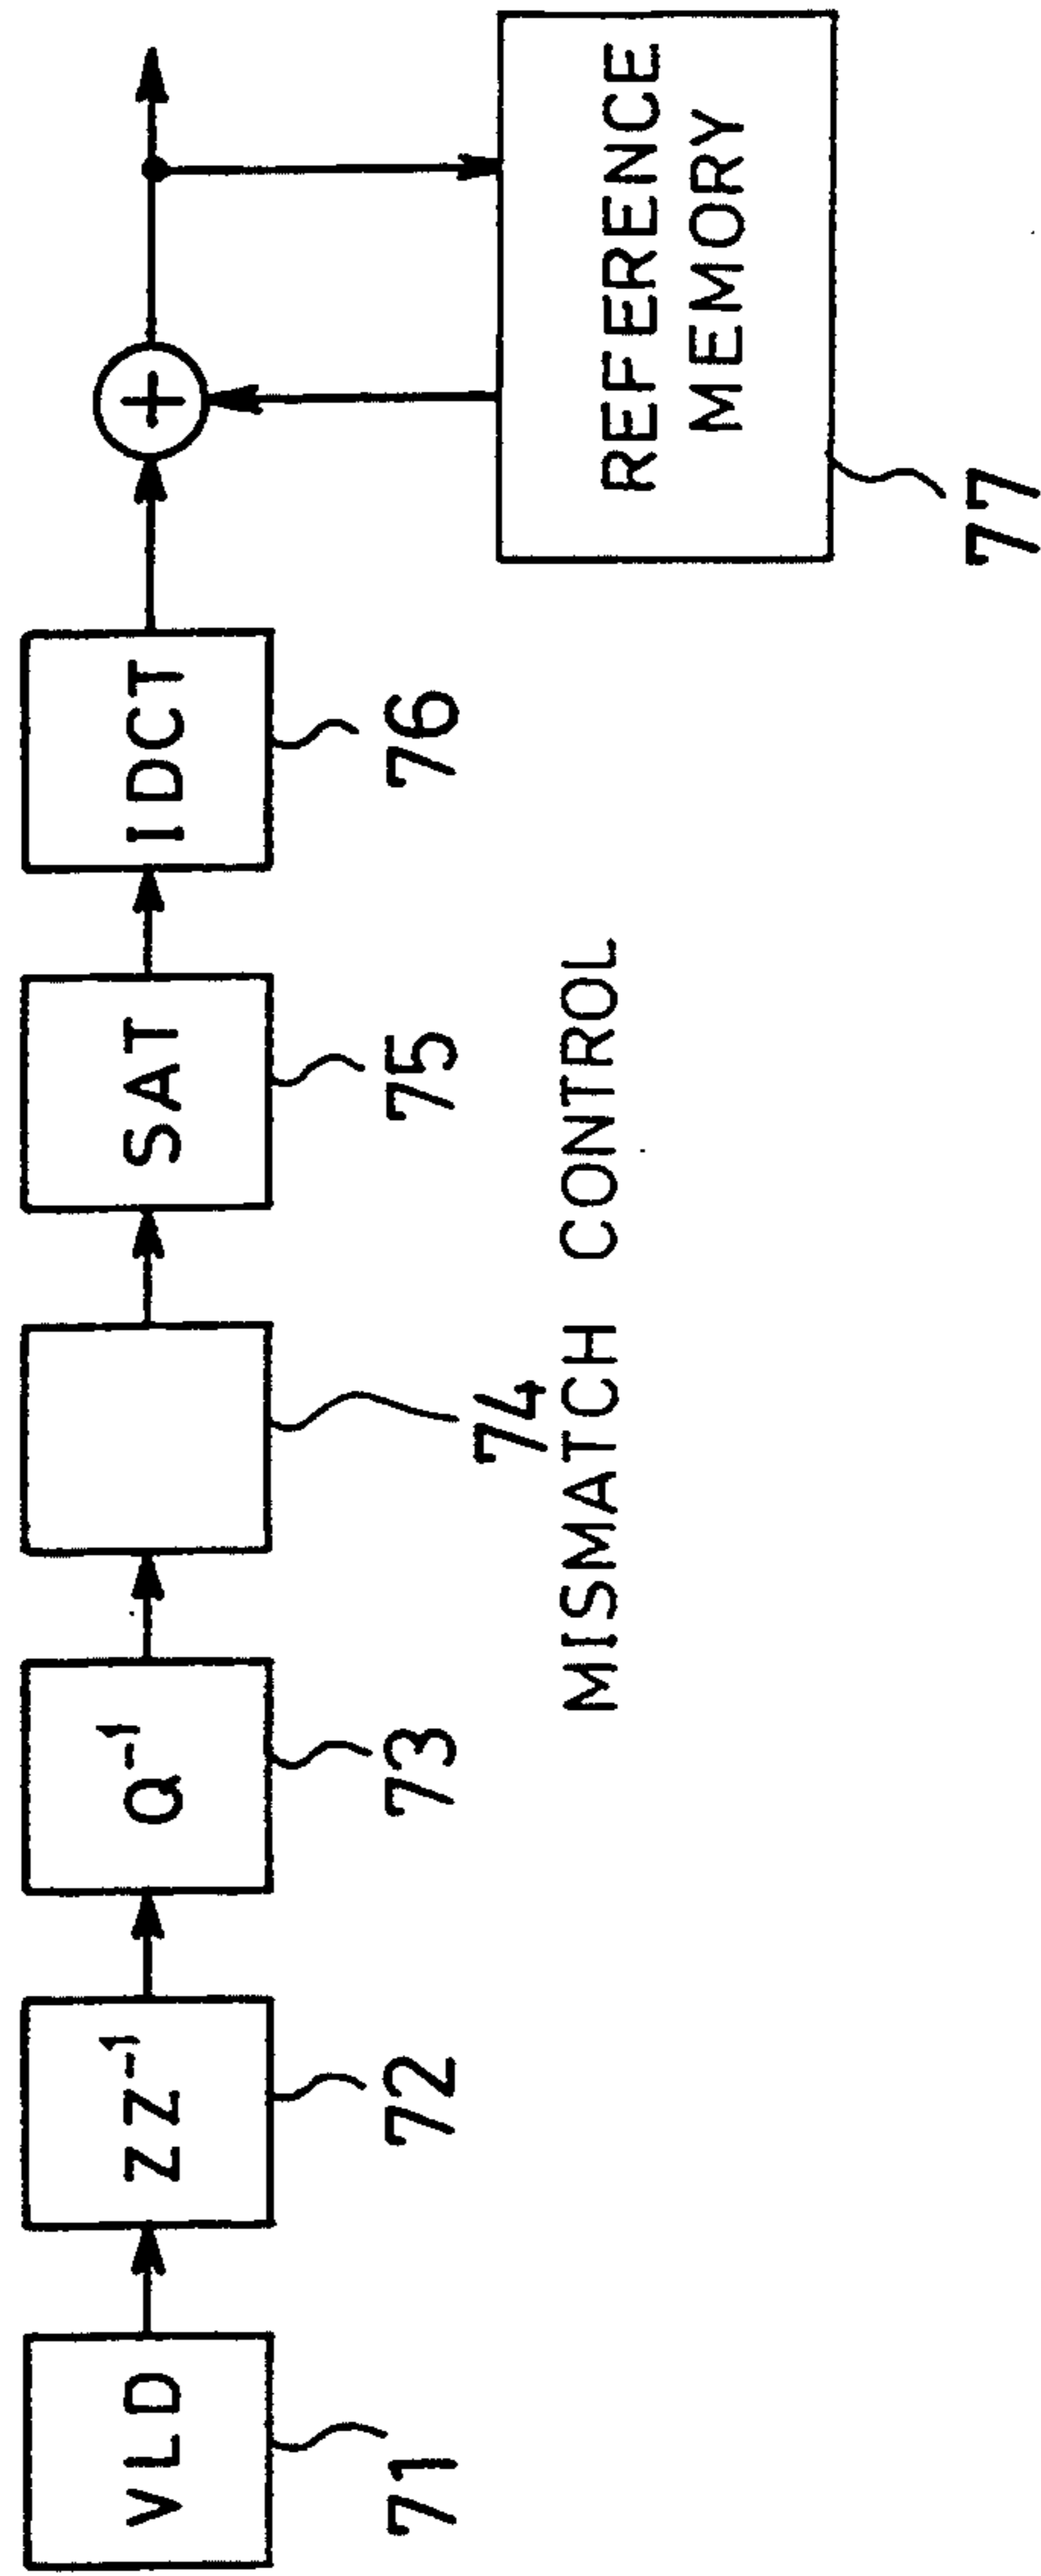 VLD
71
ZZ⁻¹
72
Q⁻¹
73
74
MISMATCH CONTROL
SAT
75
IDCT
76
+
REFERENCE
MEMORY
77